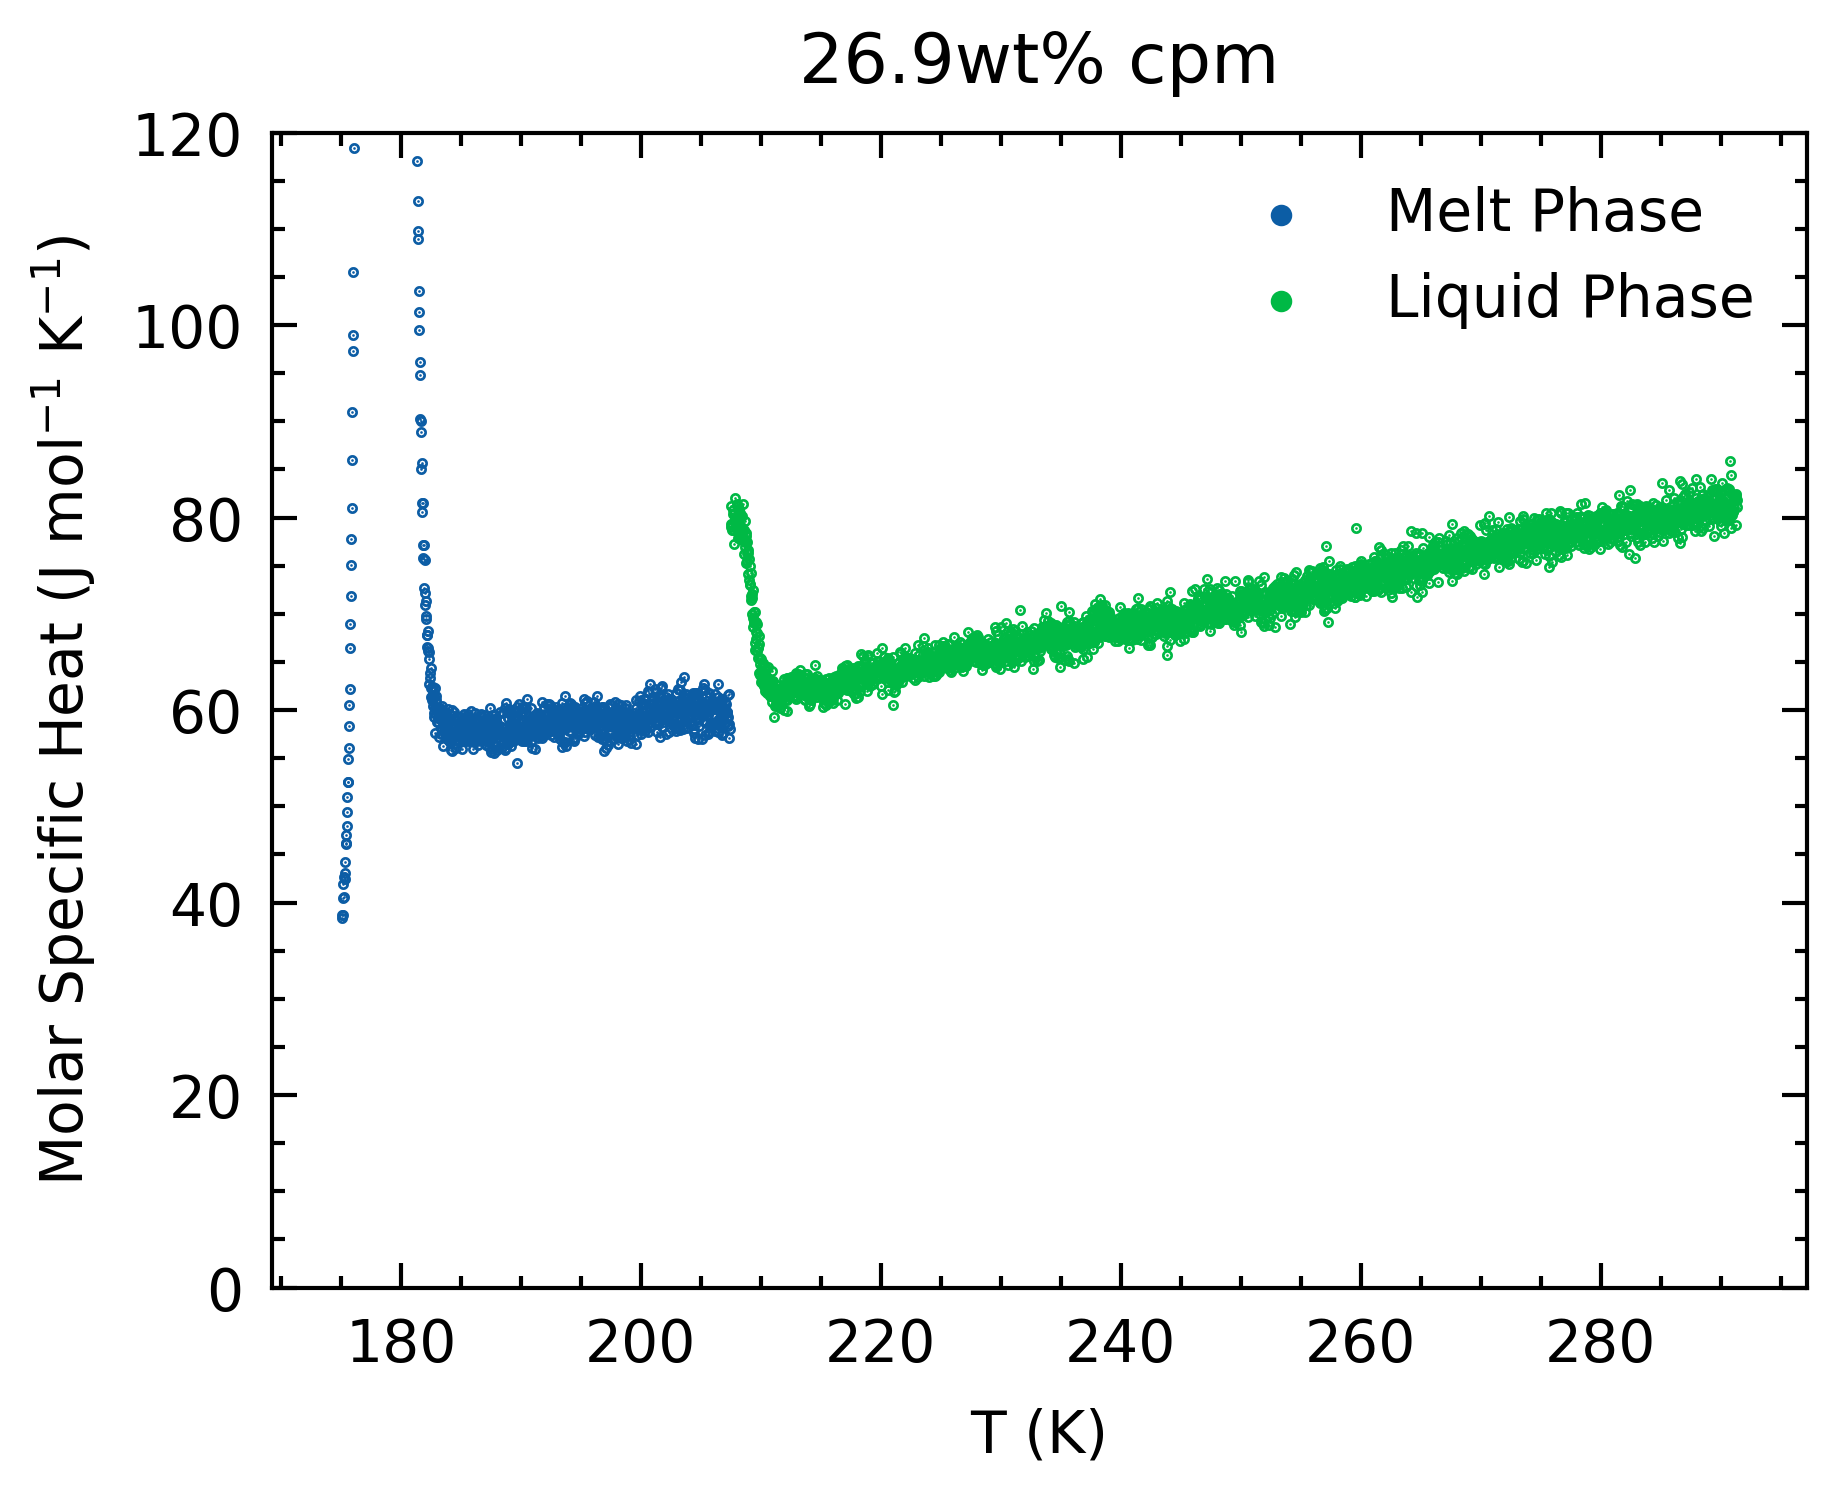 26.9wt% cpm
Molar Specific Heat (J mol⁻¹ K⁻¹)
120
100
80
60
40
20
0
Melt Phase
Liquid Phase
180 200 220 240 260 280
T (K)